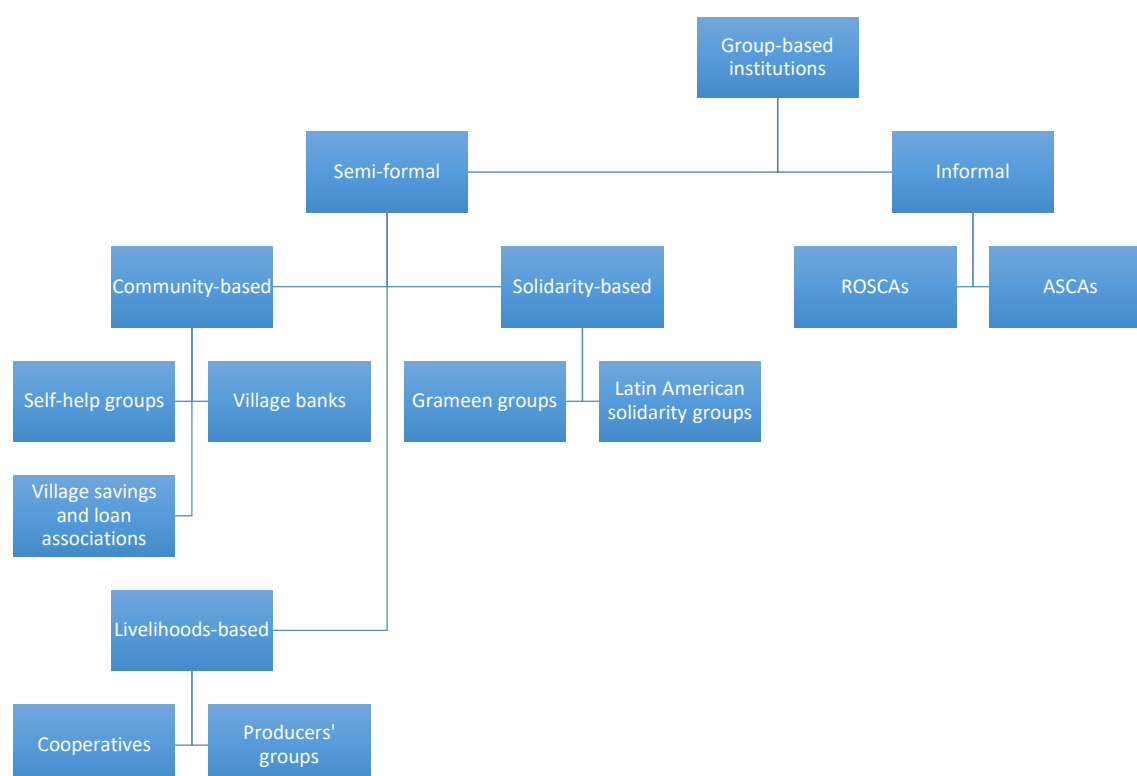 Group-based
institutions
Semi-formal
Informal
Community-based
Solidarity-based
ROSCAs
ASCAs
Self-help groups
Village banks
Grameen groups
Latin American
solidarity groups
Village savings
and loan
associations
Livelihoods-based
Cooperatives
Producers'
groups